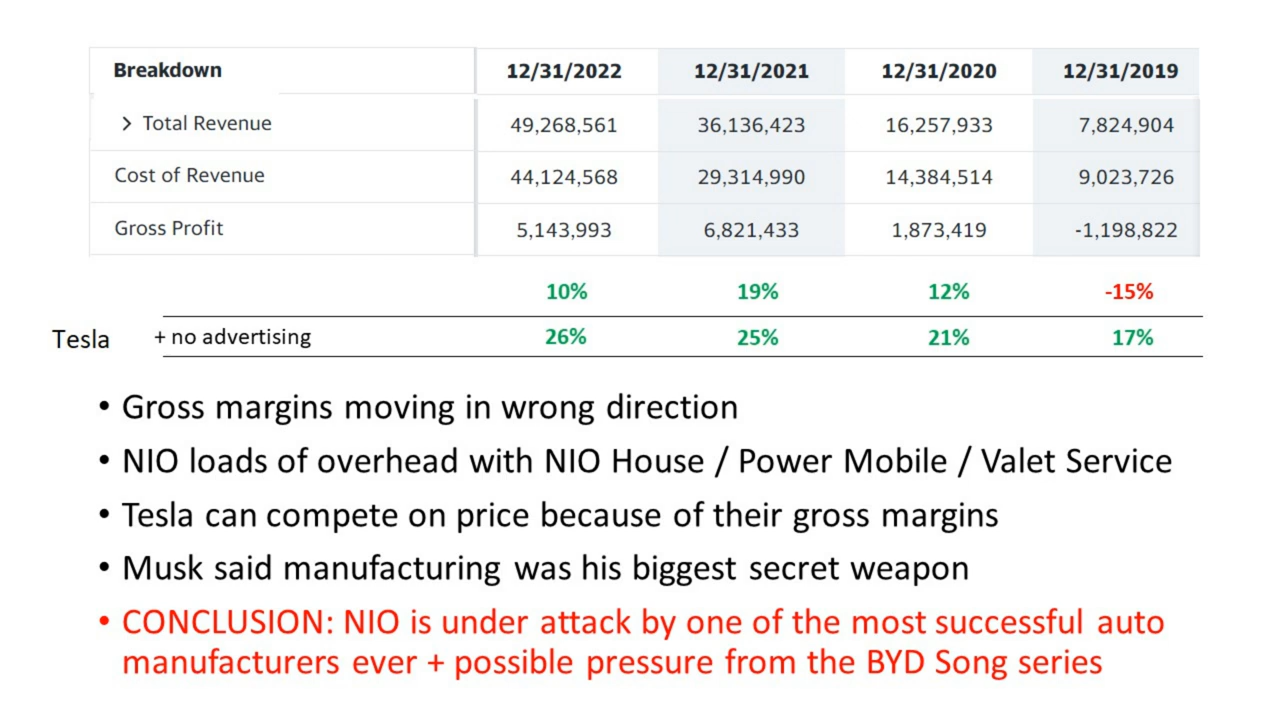 Breakdown 12/31/2022 12/31/2021 12/31/2020 12/31/2019
> Total Revenue 49,268,561 36,136,423 16,257,933 7,824,904
Cost of Revenue 44,124,568 29,314,990 14,384,514 9,023,726
Gross Profit 5,143,993 6,821,433 1,873,419 -1,198,822
10% 19% 12% -15%
Tesla + no advertising 26% 25% 21% 17%
• Gross margins moving in wrong direction
• NIO loads of overhead with NIO House / Power Mobile / Valet Service
• Tesla can compete on price because of their gross margins
• Musk said manufacturing was his biggest secret weapon
• CONCLUSION: NIO is under attack by one of the most successful auto
manufacturers ever + possible pressure from the BYD Song series